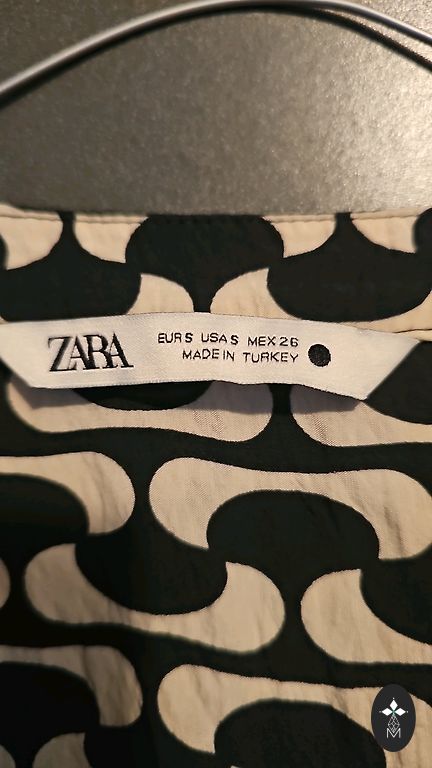 ZARA
EUR S USA S MEX 26
MADE IN TURKEY
M